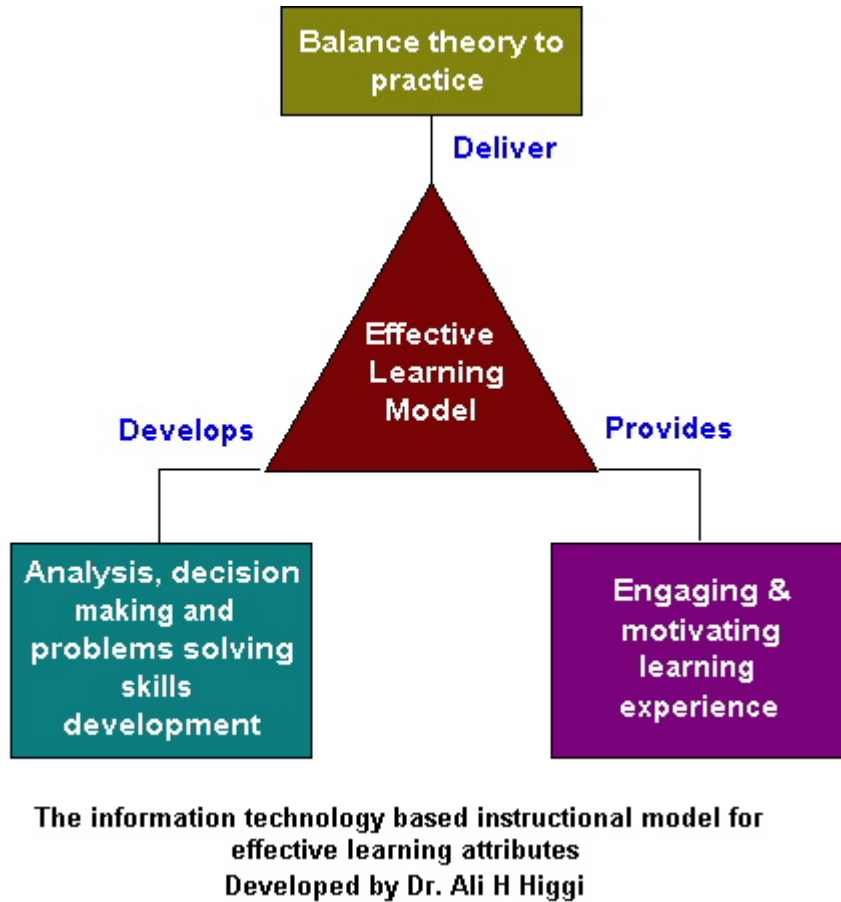 Balance theory to
practice
Deliver
Effective
Learning
Model
Develops
Provides
Analysis, decision
making and
problems solving
skills
development
Engaging &
motivating
learning
experience
The information technology based instructional model for
effective learning attributes
Developed by Dr. Ali H Higgi